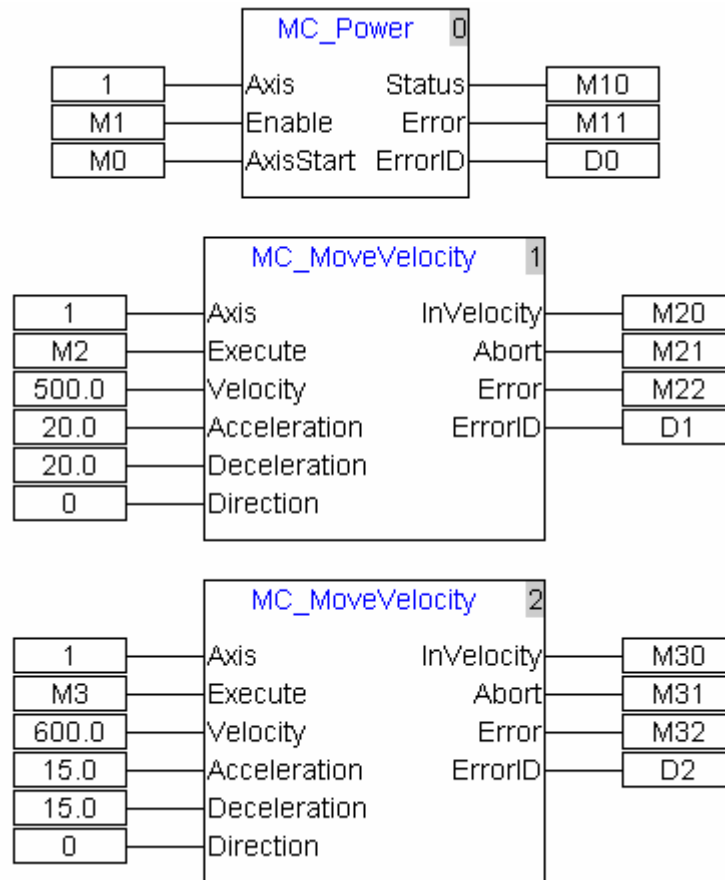 MC_Power 0
1 Axis Status M10
M1 Enable Error M11
M0 AxisStart ErrorID D0
MC_MoveVelocity 1
1 Axis InVelocity M20
M2 Execute Abort M21
500.0 Velocity Error M22
20.0 Acceleration ErrorID D1
20.0 Deceleration
0 Direction
MC_MoveVelocity 2
1 Axis InVelocity M30
M3 Execute Abort M31
600.0 Velocity Error M32
15.0 Acceleration ErrorID D2
15.0 Deceleration
0 Direction